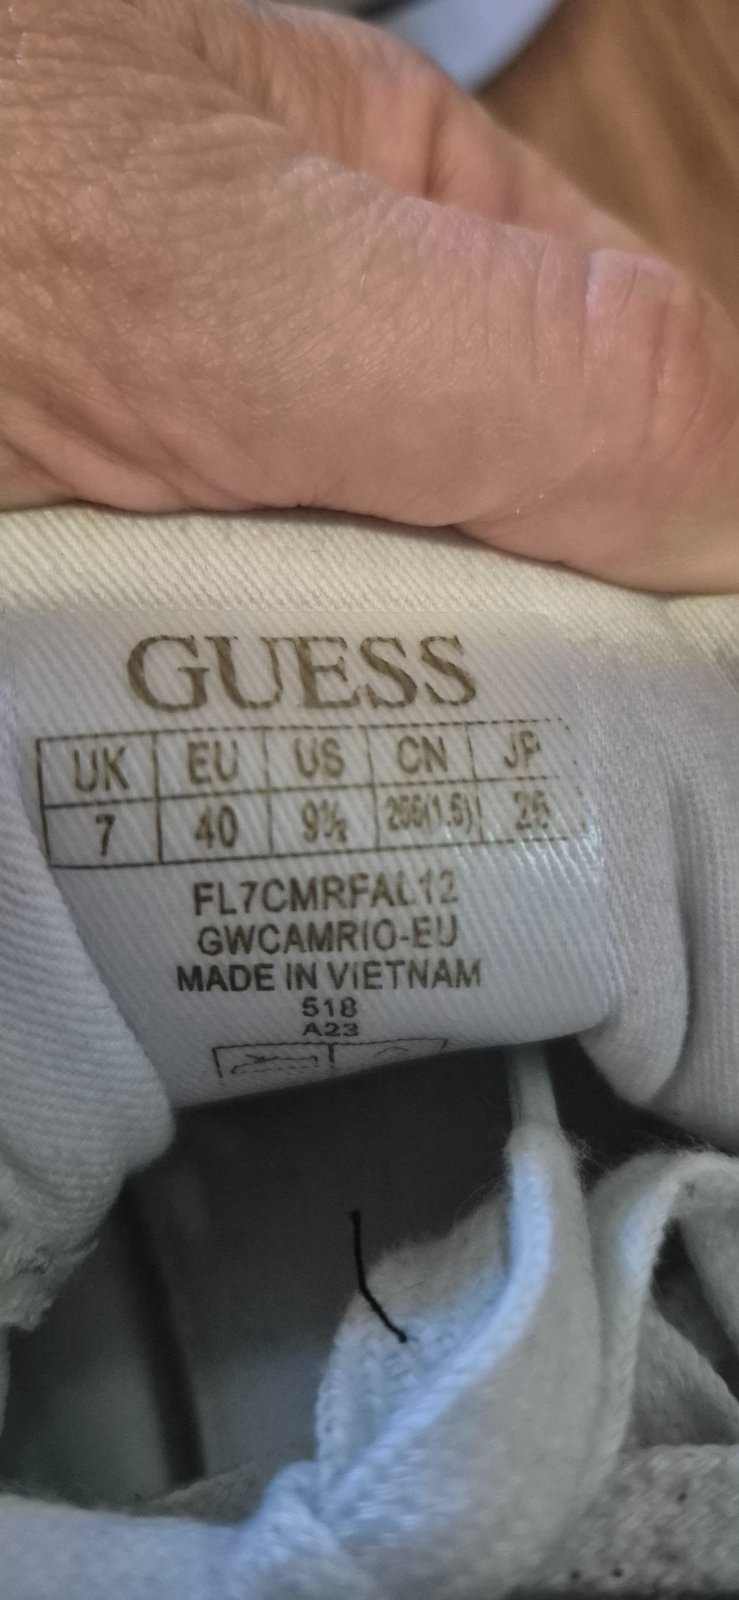 GUESS
UK EU US CN JP
7 40 9½ 255(1.5) 25
FL7CMRFAL12
GWCAMRIO-EU
MADE IN VIETNAM
518
A23